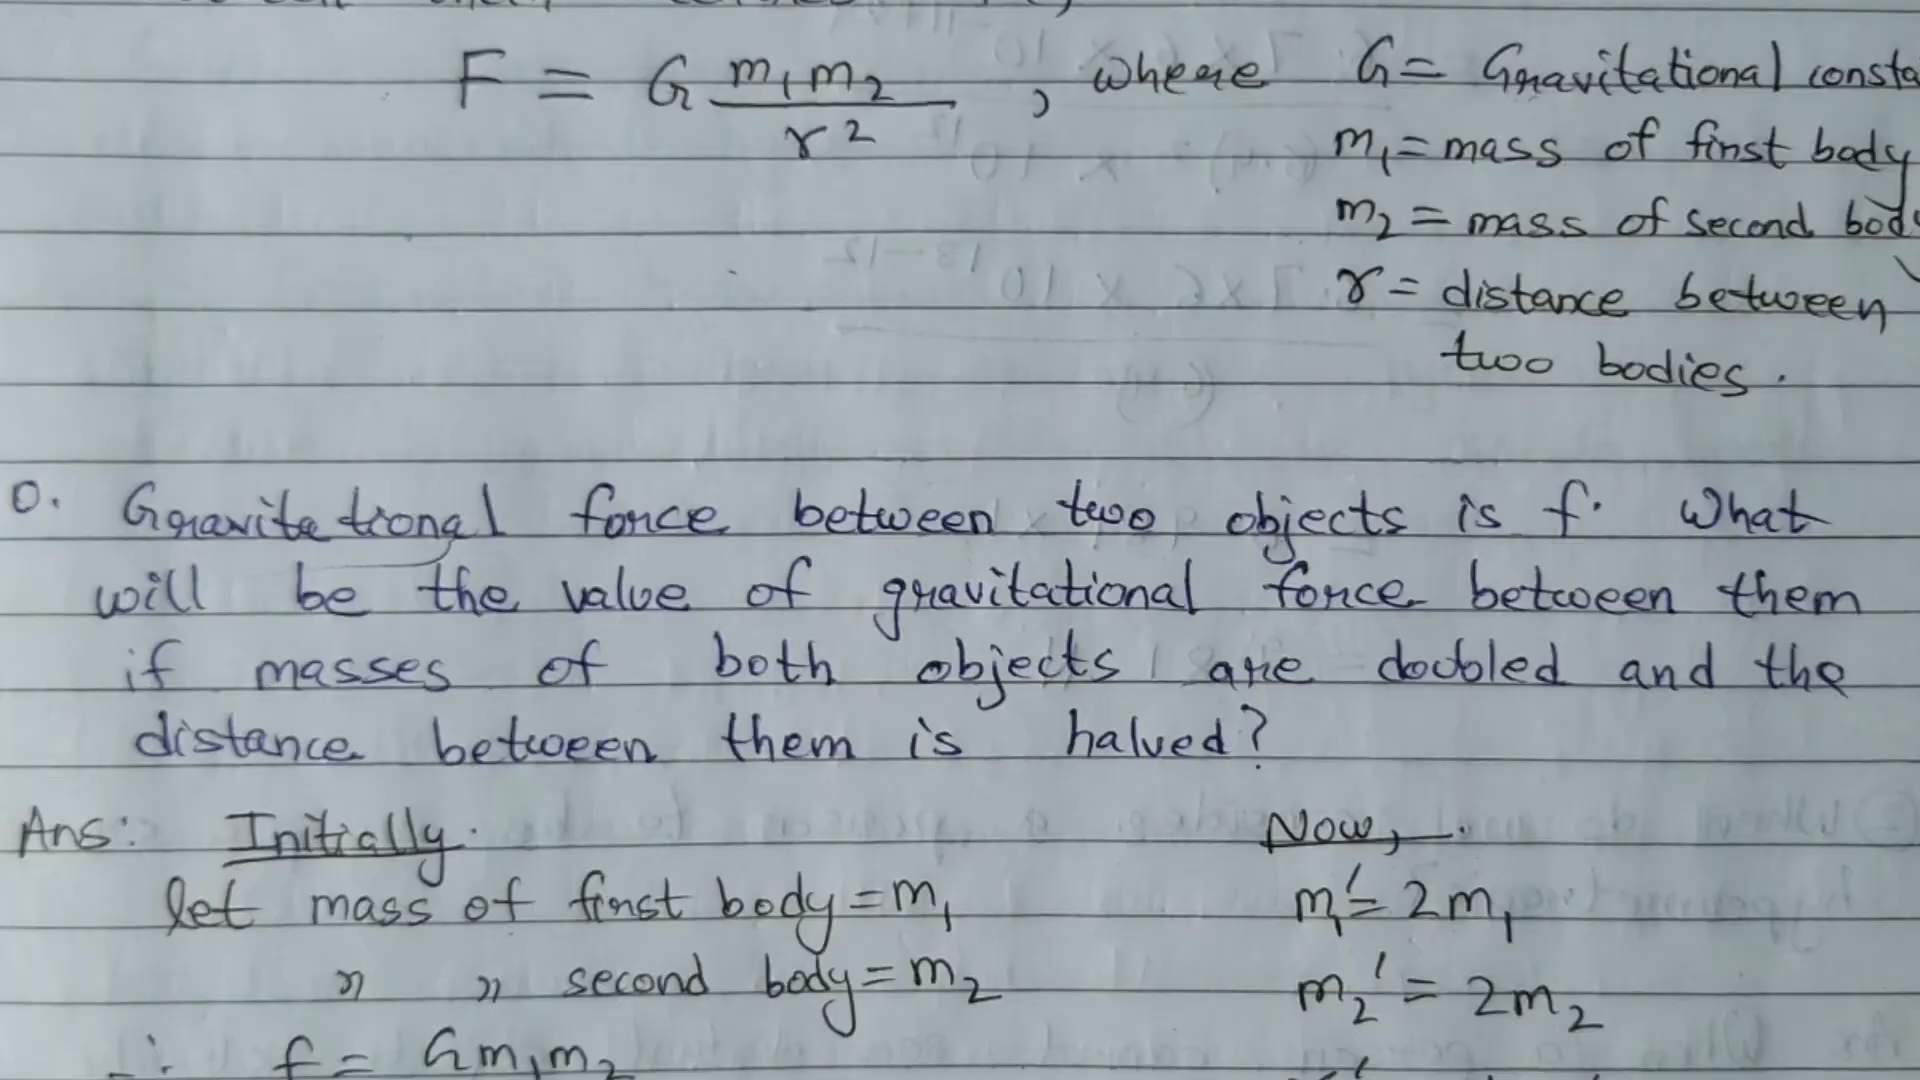 F = G m₁m₂/r² , where G = Gravitational consta
m₁ = mass of first body
m₂ = mass of second body
r = distance between
two bodies.
Q. Gravitational force between two objects is f. What
will be the value of gravitational force between them
if masses of both objects are doubled and the
distance between them is halved?
Ans: Initially. Now,
let mass of first body = m₁ m₁' = 2m₁
" " second body = m₂ m₂' = 2m₂
∴ f = Gm₁m₂